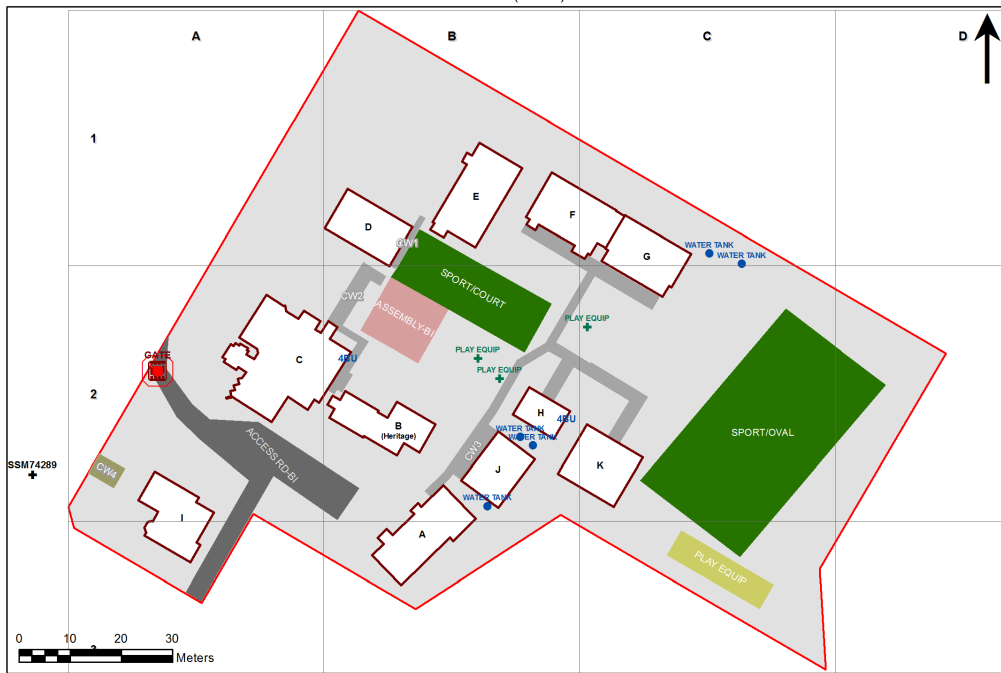 A
B
C
D
1
E
D
F
G
CW1
WATER TANK
WATER TANK
SPORT/COURT
CW2
ASSEMBLY-BI
PLAY EQUIP
GATE
C
4BU
PLAY EQUIP
PLAY EQUIP
2
B
(Heritage)
H
4BU
SPORT/OVAL
WATER TANK
WATER TANK
ACCESS RD-BI
CW3
SSM74289
CW4
J
K
WATER TANK
I
A
PLAY EQUIP
0 10 20 30
Meters